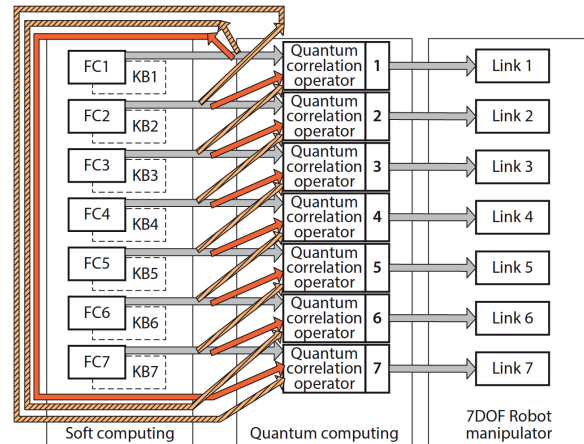 FC1
KB1
Quantum
correlation
operator
1
Link 1
FC2
KB2
Quantum
correlation
operator
2
Link 2
FC3
KB3
Quantum
correlation
operator
3
Link 3
FC4
KB4
Quantum
correlation
operator
4
Link 4
FC5
KB5
Quantum
correlation
operator
5
Link 5
FC6
KB6
Quantum
correlation
operator
6
Link 6
FC7
KB7
Quantum
correlation
operator
7
Link 7
Soft computing
Quantum computing
7DOF Robot
manipulator